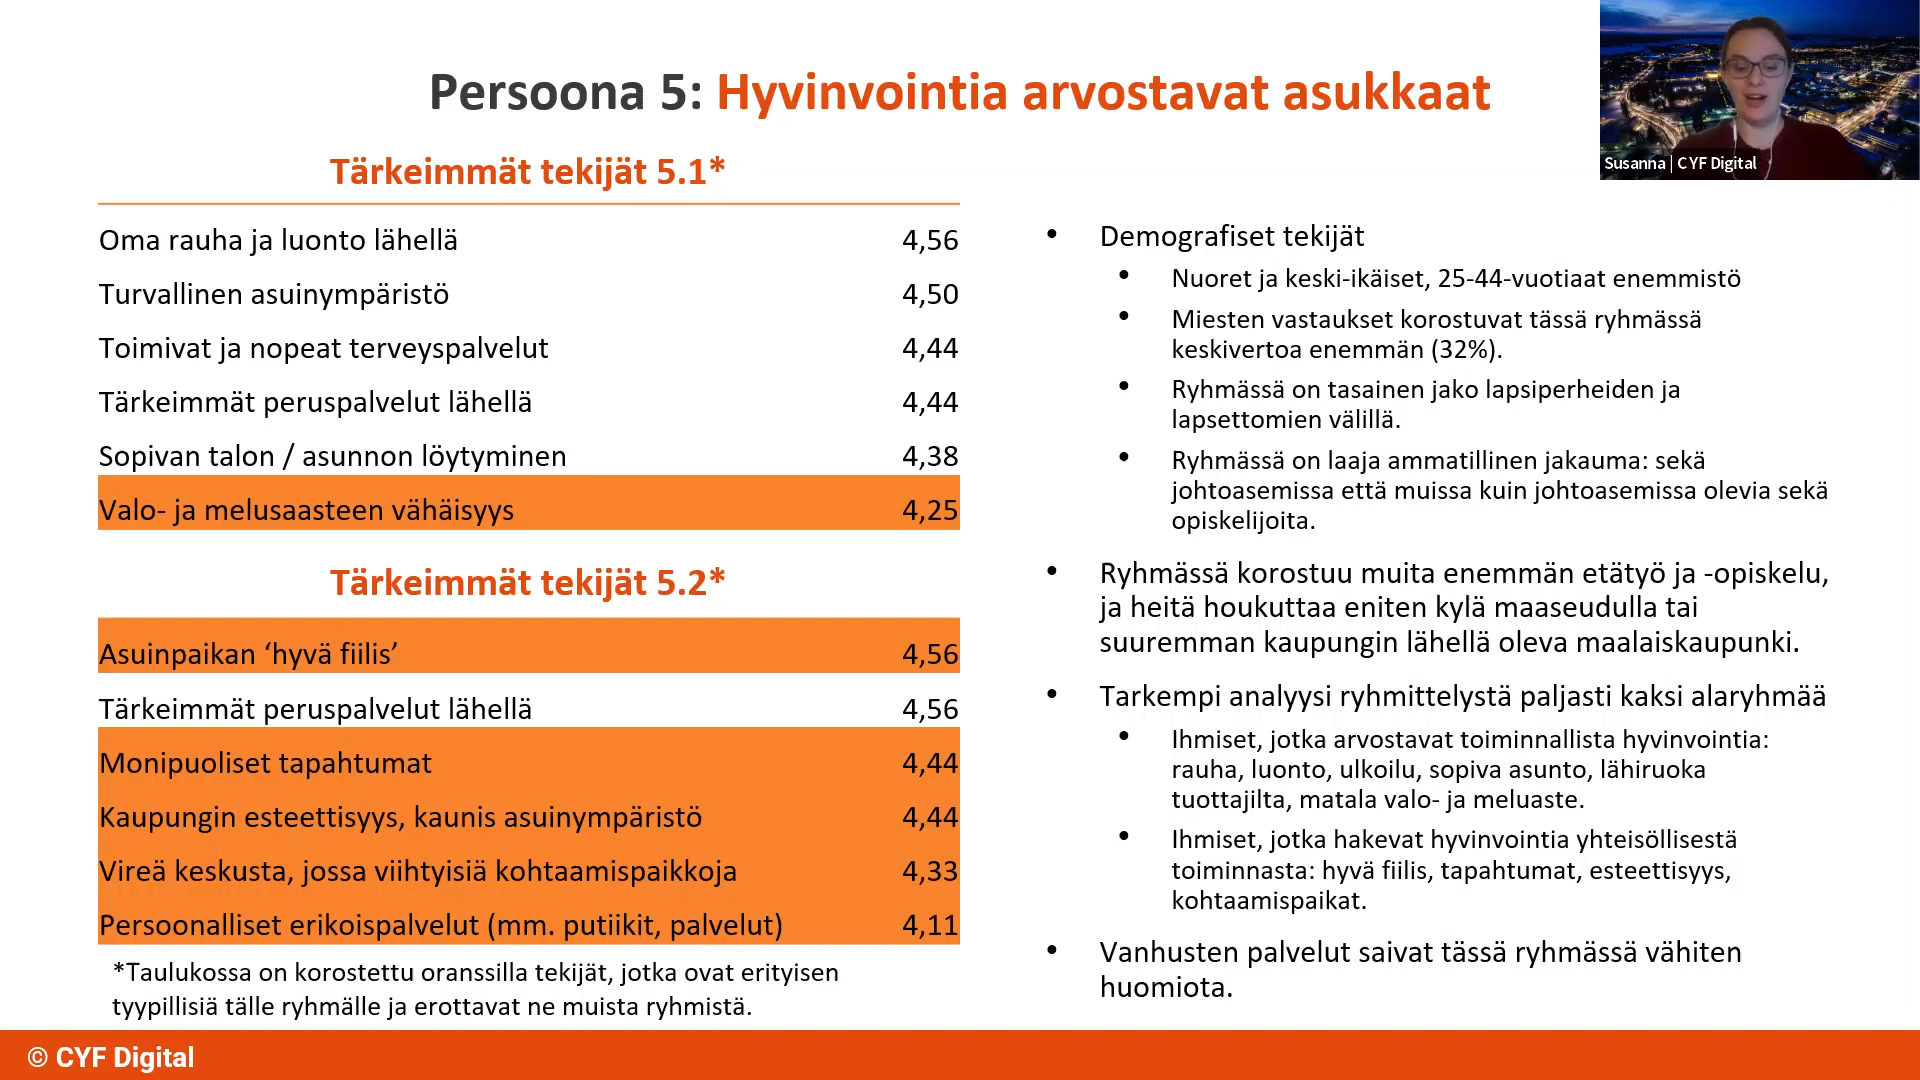 Persoona 5: Hyvinvointia arvostavat asukkaat
Susanna | CYF Digital
Tärkeimmät tekijät 5.1*
Oma rauha ja luonto lähellä 4,56
Turvallinen asuinympäristö 4,50
Toimivat ja nopeat terveyspalvelut 4,44
Tärkeimmät peruspalvelut lähellä 4,44
Sopivan talon / asunnon löytyminen 4,38
Valo- ja melusaasteen vähäisyys 4,25
Tärkeimmät tekijät 5.2*
Asuinpaikan ‘hyvä fiilis’ 4,56
Tärkeimmät peruspalvelut lähellä 4,56
Monipuoliset tapahtumat 4,44
Kaupungin esteettisyys, kaunis asuinympäristö 4,44
Vireä keskusta, jossa viihtyisiä kohtaamispaikkoja 4,33
Persoonalliset erikoispalvelut (mm. putiikit, palvelut) 4,11
*Taulukossa on korostettu oranssilla tekijät, jotka ovat erityisen
tyypillisiä tälle ryhmälle ja erottavat ne muista ryhmistä.
• Demografiset tekijät
• Nuoret ja keski-ikäiset, 25-44-vuotiaat enemmistö
• Miesten vastaukset korostuvat tässä ryhmässä
keskivertoa enemmän (32%).
• Ryhmässä on tasainen jako lapsiperheiden ja
lapsettomien välillä.
• Ryhmässä on laaja ammatillinen jakauma: sekä
johtoasemissa että muissa kuin johtoasemissa olevia sekä
opiskelijoita.
• Ryhmässä korostuu muita enemmän etätyö ja -opiskelu,
ja heitä houkuttaa eniten kylä maaseudulla tai
suuremman kaupungin lähellä oleva maalaiskaupunki.
• Tarkempi analyysi ryhmittelystä paljasti kaksi alaryhmää
• Ihmiset, jotka arvostavat toiminnallista hyvinvointia:
rauha, luonto, ulkoilu, sopiva asunto, lähiruoka
tuottajilta, matala valo- ja meluaste.
• Ihmiset, jotka hakevat hyvinvointia yhteisöllisestä
toiminnasta: hyvä fiilis, tapahtumat, esteettisyys,
kohtaamispaikat.
• Vanhusten palvelut saivat tässä ryhmässä vähiten
huomiota.
© CYF Digital